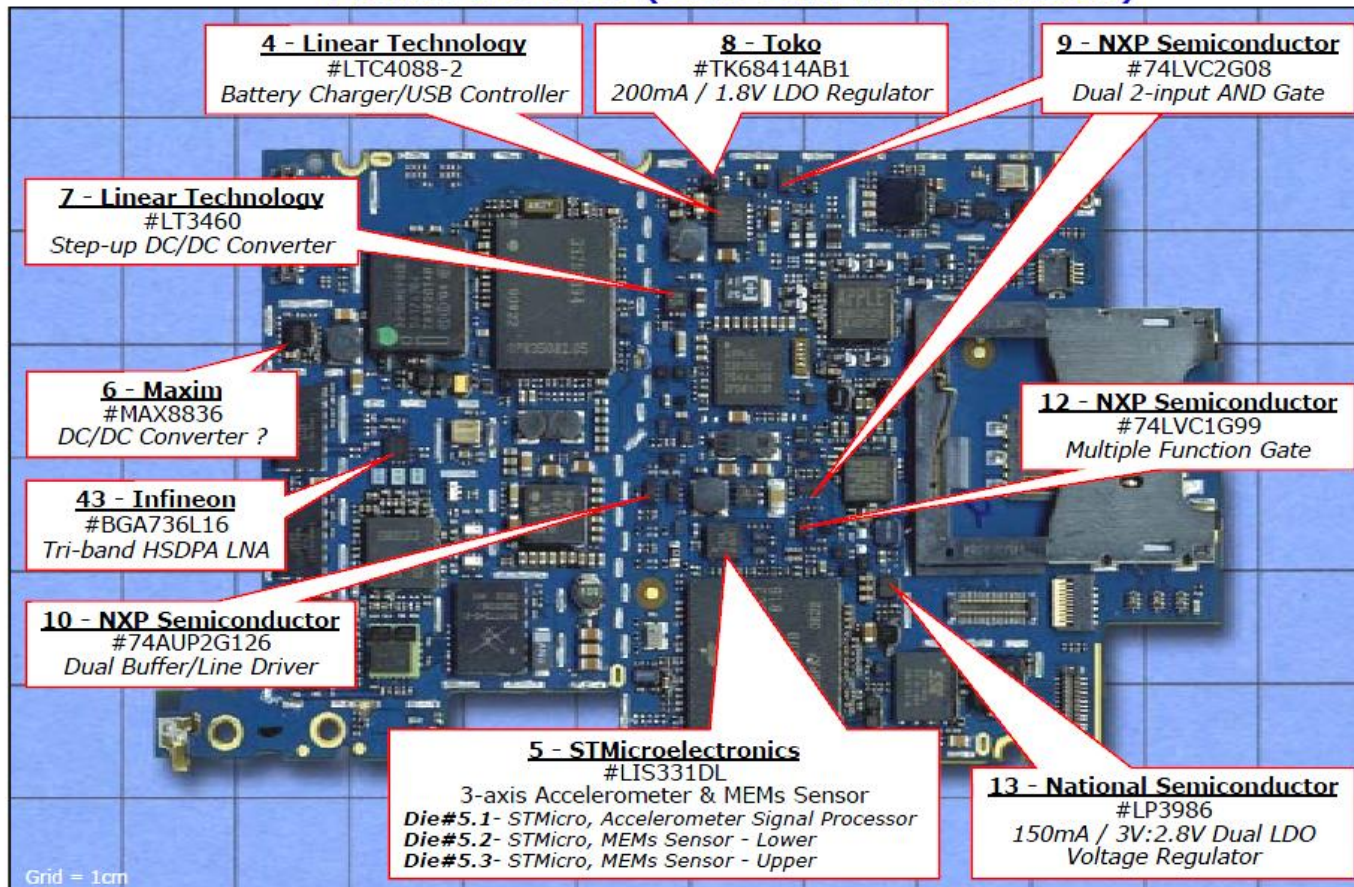 4 - Linear Technology
#LTC4088-2
Battery Charger/USB Controller
8 - Toko
#TK68414AB1
200mA / 1.8V LDO Regulator
9 - NXP Semiconductor
#74LVC2G08
Dual 2-input AND Gate
7 - Linear Technology
#LT3460
Step-up DC/DC Converter
APPLE
6 - Maxim
#MAX8836
DC/DC Converter ?
12 - NXP Semiconductor
#74LVC1G99
Multiple Function Gate
43 - Infineon
#BGA736L16
Tri-band HSDPA LNA
10 - NXP Semiconductor
#74AUP2G126
Dual Buffer/Line Driver
5 - STMicroelectronics
#LIS331DL
3-axis Accelerometer & MEMs Sensor
Die#5.1- STMicro, Accelerometer Signal Processor
Die#5.2- STMicro, MEMs Sensor - Lower
Die#5.3- STMicro, MEMs Sensor - Upper
13 - National Semiconductor
#LP3986
150mA / 3V:2.8V Dual LDO
Voltage Regulator
Grid = 1cm